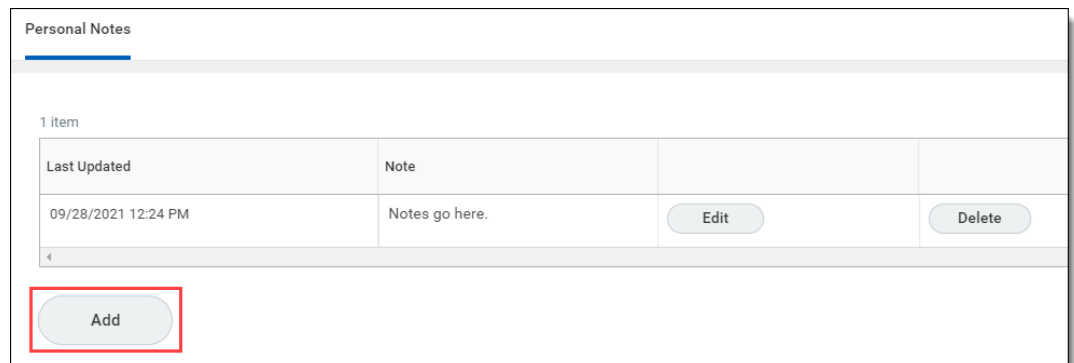 Personal Notes
1 item
Last Updated Note
09/28/2021 12:24 PM Notes go here. Edit Delete
Add